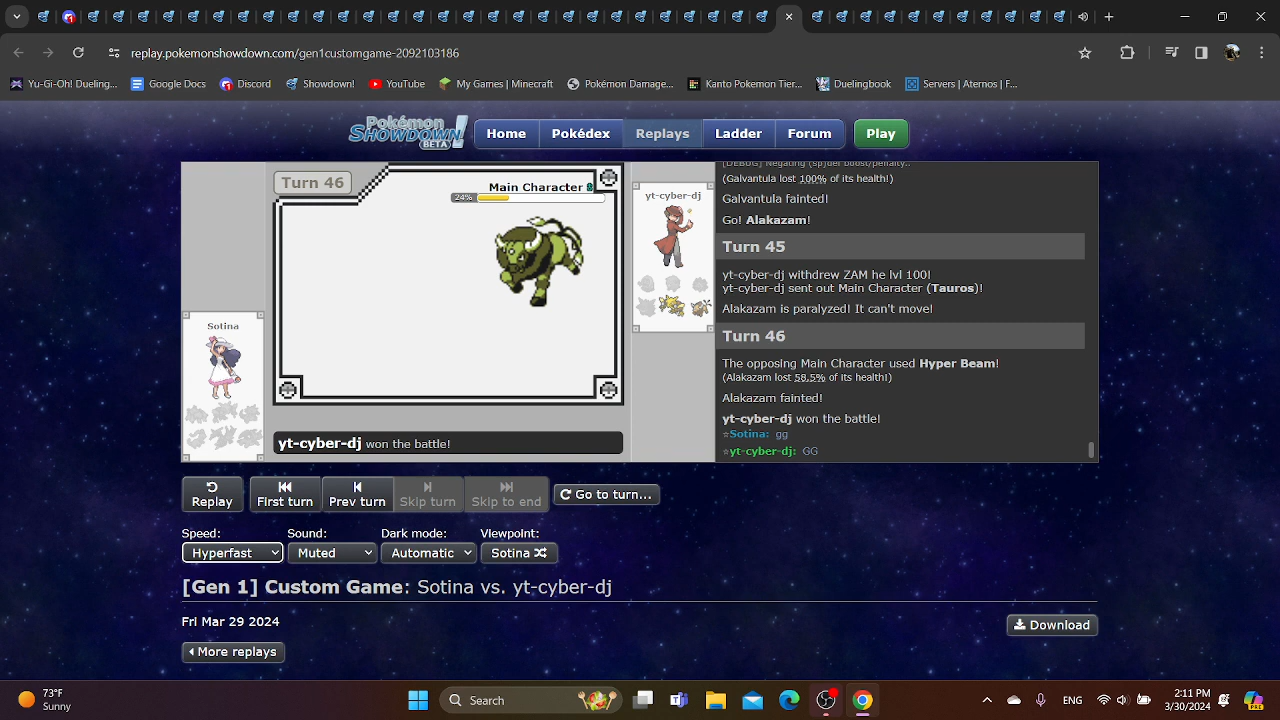 replay.pokemonshowdown.com/gen1customgame-2092103186
Yu-Gi-Oh! Dueling...
Google Docs
Discord
Showdown!
YouTube
My Games | Minecraft
Pokémon Damage...
Kanto Pokemon Tier...
Duelingbook
Servers | Aternos | F...
Pokémon
SHOWDOWN!
BETA
Home
Pokédex
Replays
Ladder
Forum
Play
Turn 46
Main Character
24%
Sotina
yt-cyber-dj
yt-cyber-dj won the battle!
[DEBUG] Negating (spider boost/penalty..
(Galvantula lost 100% of its health!)
Galvantula fainted!
Go! Alakazam!
Turn 45
yt-cyber-dj withdrew ZAM he lvl 100!
yt-cyber-dj sent out Main Character (Tauros)!
Alakazam is paralyzed! It can't move!
Turn 46
The opposing Main Character used Hyper Beam!
(Alakazam lost 56.5% of its health!)
Alakazam fainted!
yt-cyber-dj won the battle!
☆Sotina: gg
☆yt-cyber-dj: GG
Replay
First turn
Prev turn
Skip turn
Skip to end
Go to turn...
Speed:
Sound:
Dark mode:
Viewpoint:
Hyperfast
Muted
Automatic
Sotina
[Gen 1] Custom Game: Sotina vs. yt-cyber-dj
Fri Mar 29 2024
Download
More replays
73°F
Sunny
Search
ENG
2:11 PM
3/30/2024
PRE